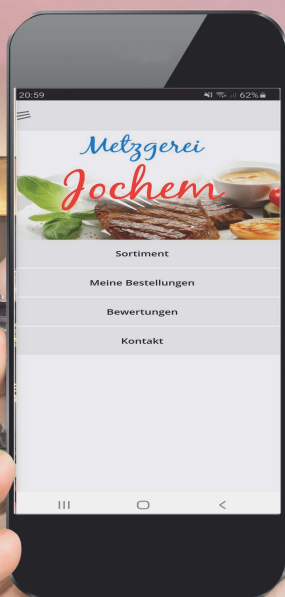 20:59
62%
Metzgerei
Jochem
Sortiment
Meine Bestellungen
Bewertungen
Kontakt